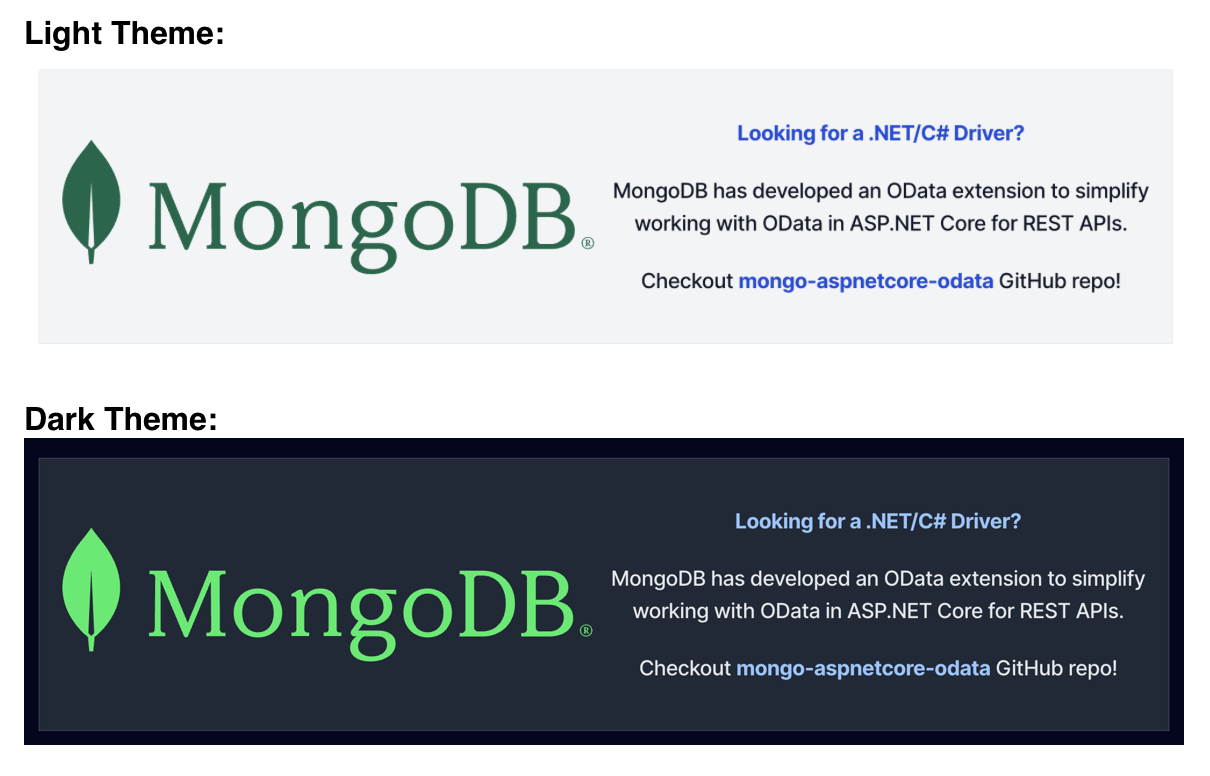 Light Theme:
MongoDB®
Looking for a .NET/C# Driver?
MongoDB has developed an OData extension to simplify
working with OData in ASP.NET Core for REST APIs.
Checkout mongo-aspnetcore-odata GitHub repo!
Dark Theme:
MongoDB®
Looking for a .NET/C# Driver?
MongoDB has developed an OData extension to simplify
working with OData in ASP.NET Core for REST APIs.
Checkout mongo-aspnetcore-odata GitHub repo!